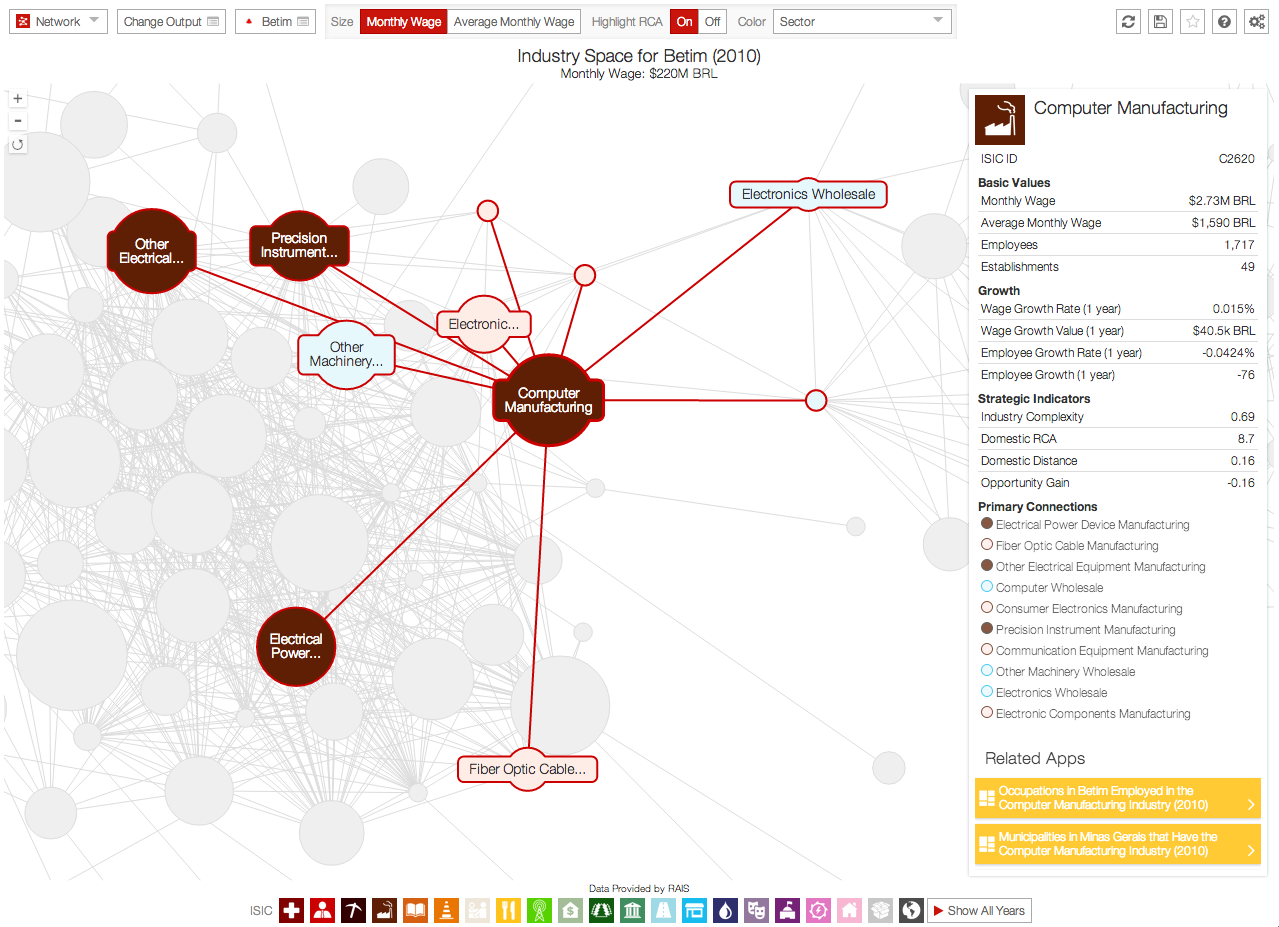 Network
Change Output
Betim
Size
Monthly Wage
Average Monthly Wage
Highlight RCA
On
Off
Color
Sector
Industry Space for Betim (2010)
Monthly Wage: $220M BRL
+
-
Other
Electrical...
Precision
Instrument...
Electronics Wholesale
Electronic...
Other
Machinery...
Computer
Manufacturing
Electrical
Power...
Fiber Optic Cable...
Computer Manufacturing
ISIC ID C2620
Basic Values
Monthly Wage $2.73M BRL
Average Monthly Wage $1,590 BRL
Employees 1,717
Establishments 49
Growth
Wage Growth Rate (1 year) 0.015%
Wage Growth Value (1 year) $40.5k BRL
Employee Growth Rate (1 year) -0.0424%
Employee Growth (1 year) -76
Strategic Indicators
Industry Complexity 0.69
Domestic RCA 8.7
Domestic Distance 0.16
Opportunity Gain -0.16
Primary Connections
Electrical Power Device Manufacturing
Fiber Optic Cable Manufacturing
Other Electrical Equipment Manufacturing
Computer Wholesale
Consumer Electronics Manufacturing
Precision Instrument Manufacturing
Communication Equipment Manufacturing
Other Machinery Wholesale
Electronics Wholesale
Electronic Components Manufacturing
Related Apps
Occupations in Betim Employed in the
Computer Manufacturing Industry (2010)
Municipalities in Minas Gerais that Have the
Computer Manufacturing Industry (2010)
Data Provided by RAIS
ISIC
Show All Years